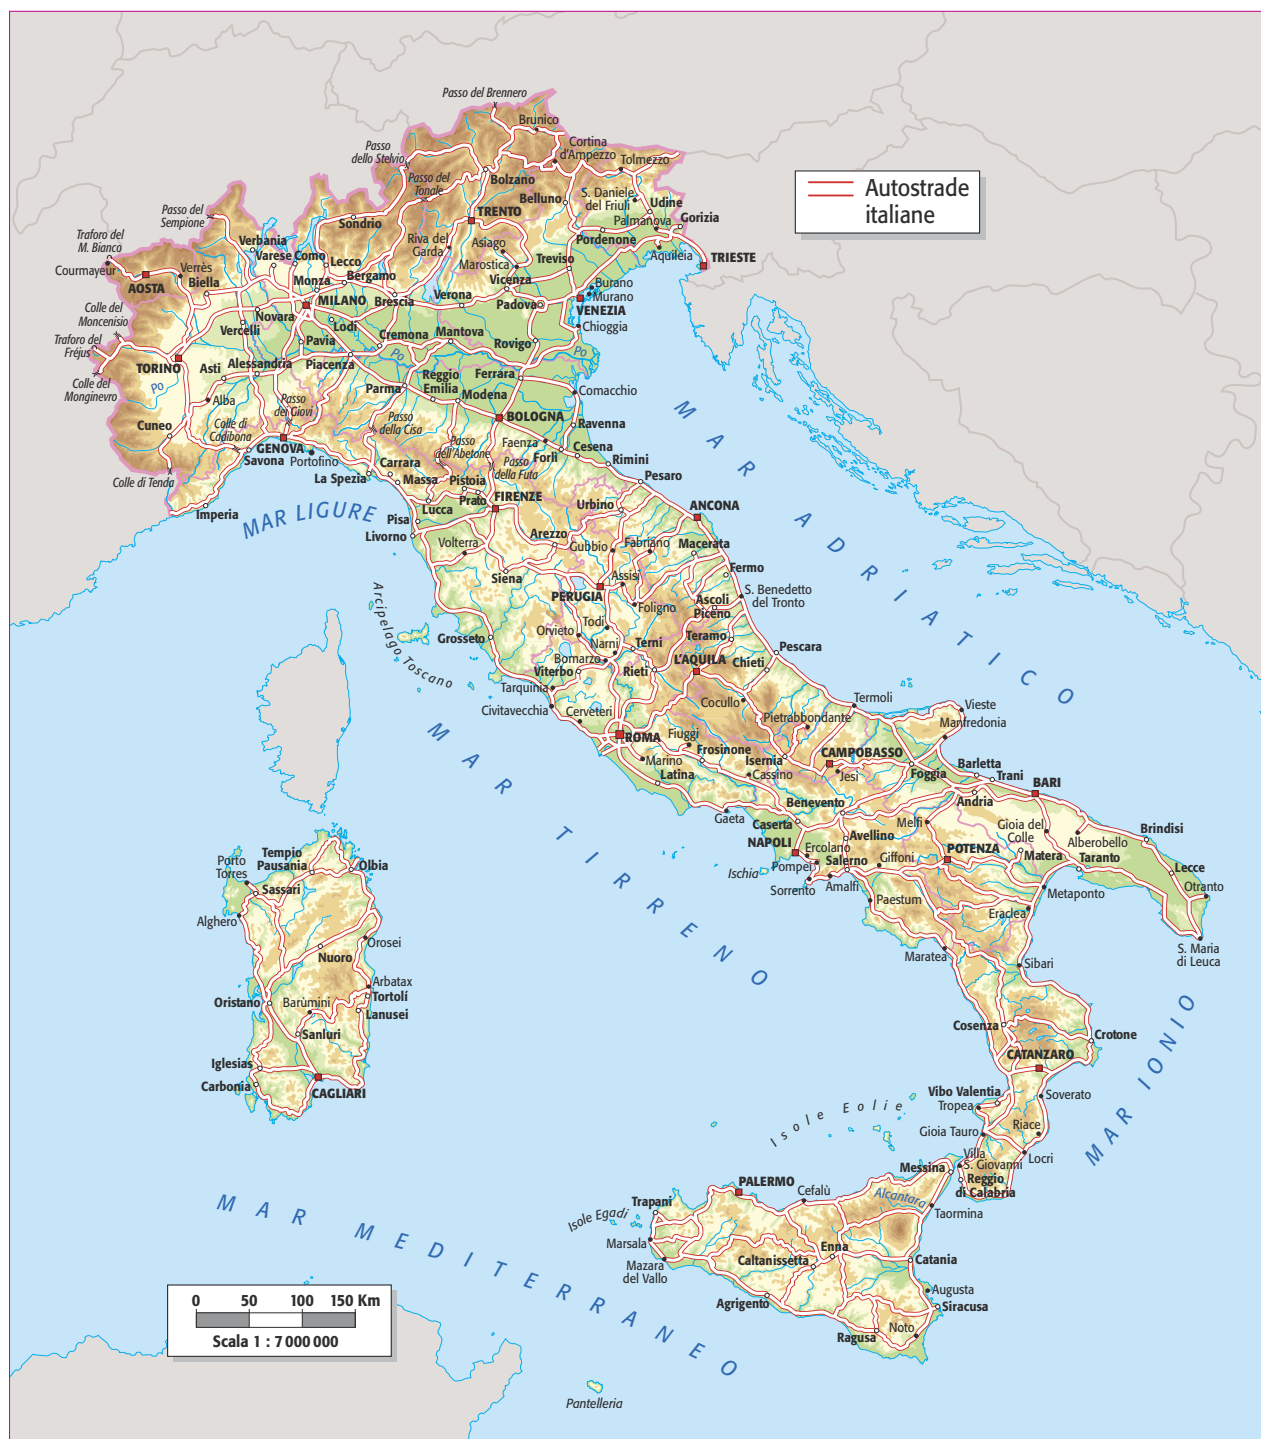 Passo del Brennero
Brunico
Passo
dello Stelvio
Cortina
d'Ampezzo
Tolmezzo
Passo del
Tonale
Bolzano
Belluno
S. Daniele
del Friuli
Udine
Autostrade
italiane
Passo del
Sempione
Sondrio
TRENTO
Palmanova
Gorizia
Traforo del
M. Bianco
Courmayeur
Verbania
Varese
Como
Lecco
Riva del
Garda
Asiago
Marostica
Pordenone
Treviso
Aquileia
TRIESTE
AOSTA
Verrès
Biella
Monza
Bergamo
Vicenza
Burano
Murano
MILANO
Brescia
Verona
Padova
VENEZIA
Colle del
Moncenisio
Novara
Vercelli
Lodi
Cremona
Mantova
Chioggia
Traforo del
Fréjus
Pavia
Rovigo
Po
Po
TORINO
Asti
Alessandria
Piacenza
Po
Colle del
Monginevro
Alba
Parma
Reggio
Emilia
Modena
Ferrara
Comacchio
Passo
dei Giovi
Passo
della Cisa
BOLOGNA
Ravenna
Cuneo
Colle di
Cadibona
GENOVA
Savona
Portofino
Passo
dell'Abetone
Faenza
Forlì
Cesena
Colle di Tenda
La Spezia
Carrara
Massa
Pistoia
Passo
della Futa
Rimini
Pesaro
Imperia
MAR LIGURE
Lucca
Prato
FIRENZE
Urbino
ANCONA
Pisa
Livorno
Volterra
Arezzo
Gubbio
Fabriano
Macerata
MAR ADRIATICO
Siena
PERUGIA
Assisi
Fermo
Arcipelago Toscano
Foligno
Ascoli
Piceno
S. Benedetto
del Tronto
Grosseto
Orvieto
Todi
Narni
Terni
Teramo
Bomarzo
Viterbo
Rieti
L'AQUILA
Chieti
Pescara
Tarquinia
Civitavecchia
Cerveteri
Cocullo
Termoli
Vieste
MAR TIRRENO
ROMA
Fiuggi
Pietrabbondante
Manfredonia
Marino
Frosinone
Isernia
CAMPOBASSO
Latina
Cassino
Jesi
Foggia
Barletta
Trani
Gaeta
Benevento
Andria
BARI
Caserta
NAPOLI
Avellino
Melfi
Gioia del
Colle
Alberobello
Brindisi
Ercolano
Pompei
Salerno
Giffoni
POTENZA
Matera
Taranto
Lecce
Ischia
Sorrento
Amalfi
Paestum
Metaponto
Otranto
Eraclea
Tempio
Pausania
Olbia
Porto
Torres
Sassari
Alghero
Orosei
Nuoro
Maratea
Sibari
S. Maria
di Leuca
Oristano
Barùmini
Arbatax
Tortolí
Lanusei
Sanluri
Cosenza
Crotone
MAR IONIO
Iglesias
Carbonia
CAGLIARI
CATANZARO
Vibo Valentia
Tropea
Soverato
Isole Eolie
Gioia Tauro
Riace
Villa
S. Giovanni
Locri
Messina
Reggio
di Calabria
PALERMO
Cefalù
Alcantara
Trapani
Taormina
Isole Egadi
MAR MEDITERRANEO
Marsala
Enna
Mazara
del Vallo
Caltanissetta
Catania
Augusta
Agrigento
Siracusa
Ragusa
Noto
0 50 100 150 Km
Scala 1 : 7 000 000
Pantelleria